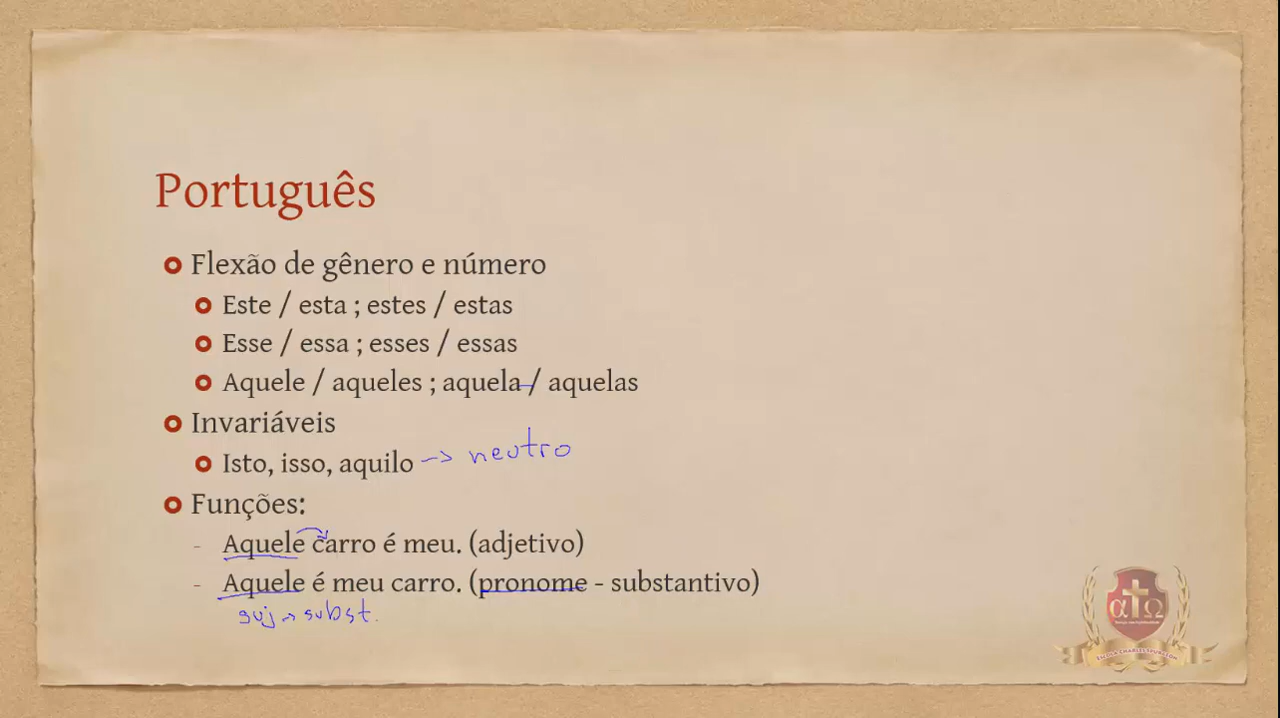 Português
Flexão de gênero e número
Este / esta ; estes / estas
Esse / essa ; esses / essas
Aquele / aqueles ; aquela / aquelas
Invariáveis
Isto, isso, aquilo -> neutro
Funções:
- Aquele carro é meu. (adjetivo)
- Aquele é meu carro. (pronome - substantivo)
suj -> subst.
α Ω